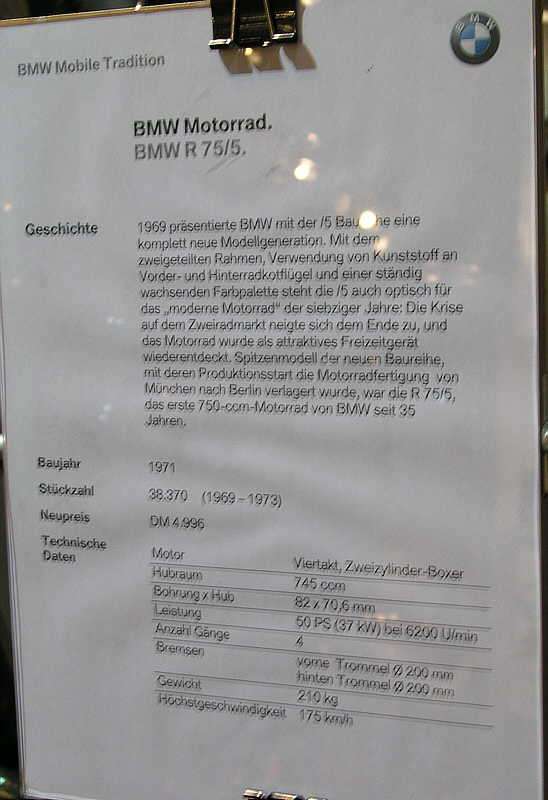 BMW
BMW Mobile Tradition
BMW Motorrad.
BMW R 75/5.
Geschichte
1969 präsentierte BMW mit der /5 eine
komplett neue Modellgeneration. Mit dem
zweigeteilten Rahmen, Verwendung von Kunststoff an
Vorder- und Hinterradkotflügel und einer ständig
wachsenden Farbpalette steht die /5 auch optisch für
das „moderne Motorrad" der siebziger Jahre: Die Krise
auf dem Zweiradmarkt neigte sich dem Ende zu, und
das Motorrad wurde als attraktives Freizeitgerät
wiederentdeckt. Spitzenmodell der neuen Baureihe,
mit deren Produktionsstart die Motorradfertigung von
München nach Berlin verlagert wurde, war die R 75/5,
das erste 750-ccm-Motorrad von BMW seit 35
Jahren.
Baujahr 1971
Stückzahl 38.370 (1969 – 1973)
Neupreis DM 4.996
Technische
Daten
Motor Viertakt, Zweizylinder-Boxer
Hubraum 745 ccm
Bohrung x Hub 82 x 70,6 mm
Leistung 50 PS (37 kW) bei 6200 U/min
Anzahl Gänge 4
Bremsen vorne Trommel Ø 200 mm
hinten Trommel Ø 200 mm
Gewicht 210 kg
Höchstgeschwindigkeit 175 km/h